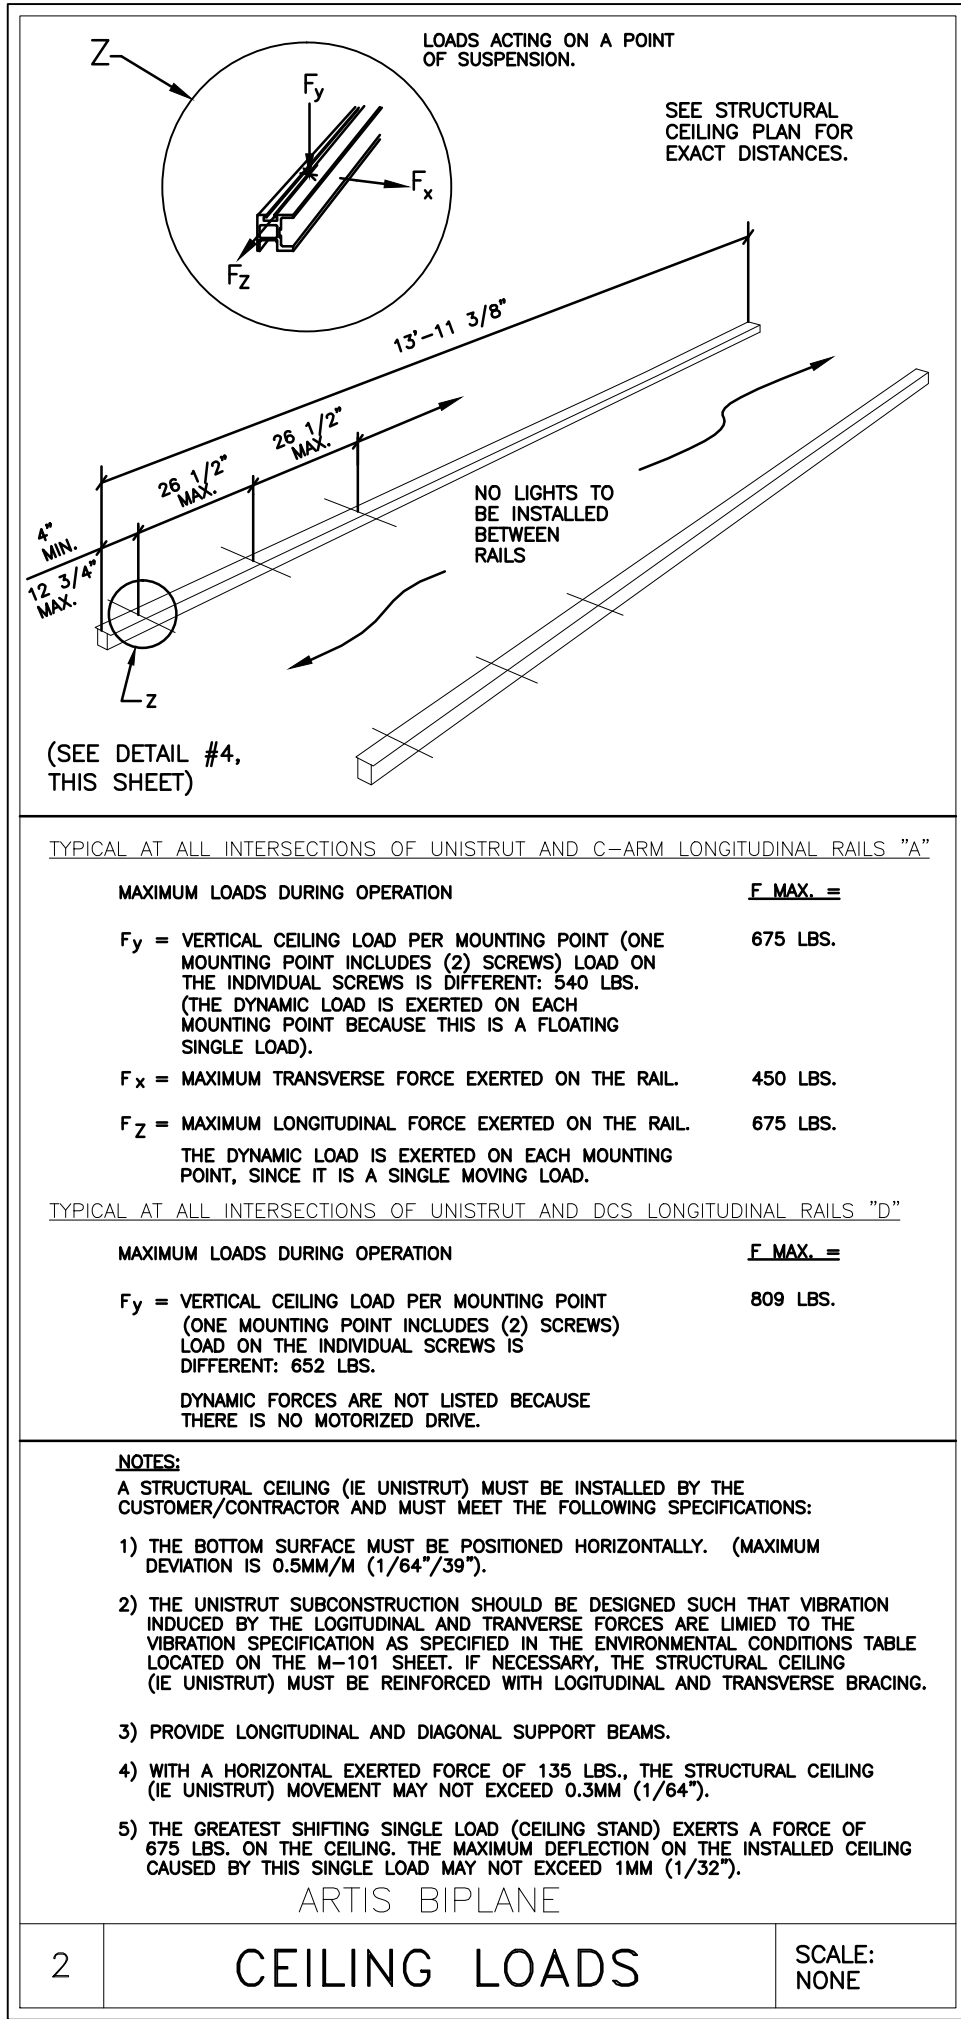 Z
LOADS ACTING ON A POINT
OF SUSPENSION.
Fy
SEE STRUCTURAL
CEILING PLAN FOR
EXACT DISTANCES.
Fx
FZ
13'-11 3/8"
26 1/2"
MAX.
26 1/2"
MAX.
4"
MIN.
12 3/4"
MAX.
NO LIGHTS TO
BE INSTALLED
BETWEEN
RAILS
Z
(SEE DETAIL #4,
THIS SHEET)
TYPICAL AT ALL INTERSECTIONS OF UNISTRUT AND C-ARM LONGITUDINAL RAILS "A"
MAXIMUM LOADS DURING OPERATION F MAX. =
Fy = VERTICAL CEILING LOAD PER MOUNTING POINT (ONE 675 LBS.
MOUNTING POINT INCLUDES (2) SCREWS) LOAD ON
THE INDIVIDUAL SCREWS IS DIFFERENT: 540 LBS.
(THE DYNAMIC LOAD IS EXERTED ON EACH
MOUNTING POINT BECAUSE THIS IS A FLOATING
SINGLE LOAD).
Fx = MAXIMUM TRANSVERSE FORCE EXERTED ON THE RAIL. 450 LBS.
FZ = MAXIMUM LONGITUDINAL FORCE EXERTED ON THE RAIL. 675 LBS.
THE DYNAMIC LOAD IS EXERTED ON EACH MOUNTING
POINT, SINCE IT IS A SINGLE MOVING LOAD.
TYPICAL AT ALL INTERSECTIONS OF UNISTRUT AND DCS LONGITUDINAL RAILS "D"
MAXIMUM LOADS DURING OPERATION F MAX. =
Fy = VERTICAL CEILING LOAD PER MOUNTING POINT 809 LBS.
(ONE MOUNTING POINT INCLUDES (2) SCREWS)
LOAD ON THE INDIVIDUAL SCREWS IS
DIFFERENT: 652 LBS.
DYNAMIC FORCES ARE NOT LISTED BECAUSE
THERE IS NO MOTORIZED DRIVE.
NOTES:
A STRUCTURAL CEILING (IE UNISTRUT) MUST BE INSTALLED BY THE
CUSTOMER/CONTRACTOR AND MUST MEET THE FOLLOWING SPECIFICATIONS:
1) THE BOTTOM SURFACE MUST BE POSITIONED HORIZONTALLY. (MAXIMUM
DEVIATION IS 0.5MM/M (1/64"/39").
2) THE UNISTRUT SUBCONSTRUCTION SHOULD BE DESIGNED SUCH THAT VIBRATION
INDUCED BY THE LOGITUDINAL AND TRANVERSE FORCES ARE LIMIED TO THE
VIBRATION SPECIFICATION AS SPECIFIED IN THE ENVIRONMENTAL CONDITIONS TABLE
LOCATED ON THE M-101 SHEET. IF NECESSARY, THE STRUCTURAL CEILING
(IE UNISTRUT) MUST BE REINFORCED WITH LOGITUDINAL AND TRANSVERSE BRACING.
3) PROVIDE LONGITUDINAL AND DIAGONAL SUPPORT BEAMS.
4) WITH A HORIZONTAL EXERTED FORCE OF 135 LBS., THE STRUCTURAL CEILING
(IE UNISTRUT) MOVEMENT MAY NOT EXCEED 0.3MM (1/64").
5) THE GREATEST SHIFTING SINGLE LOAD (CEILING STAND) EXERTS A FORCE OF
675 LBS. ON THE CEILING. THE MAXIMUM DEFLECTION ON THE INSTALLED CEILING
CAUSED BY THIS SINGLE LOAD MAY NOT EXCEED 1MM (1/32").
ARTIS BIPLANE
2 CEILING LOADS SCALE:
NONE